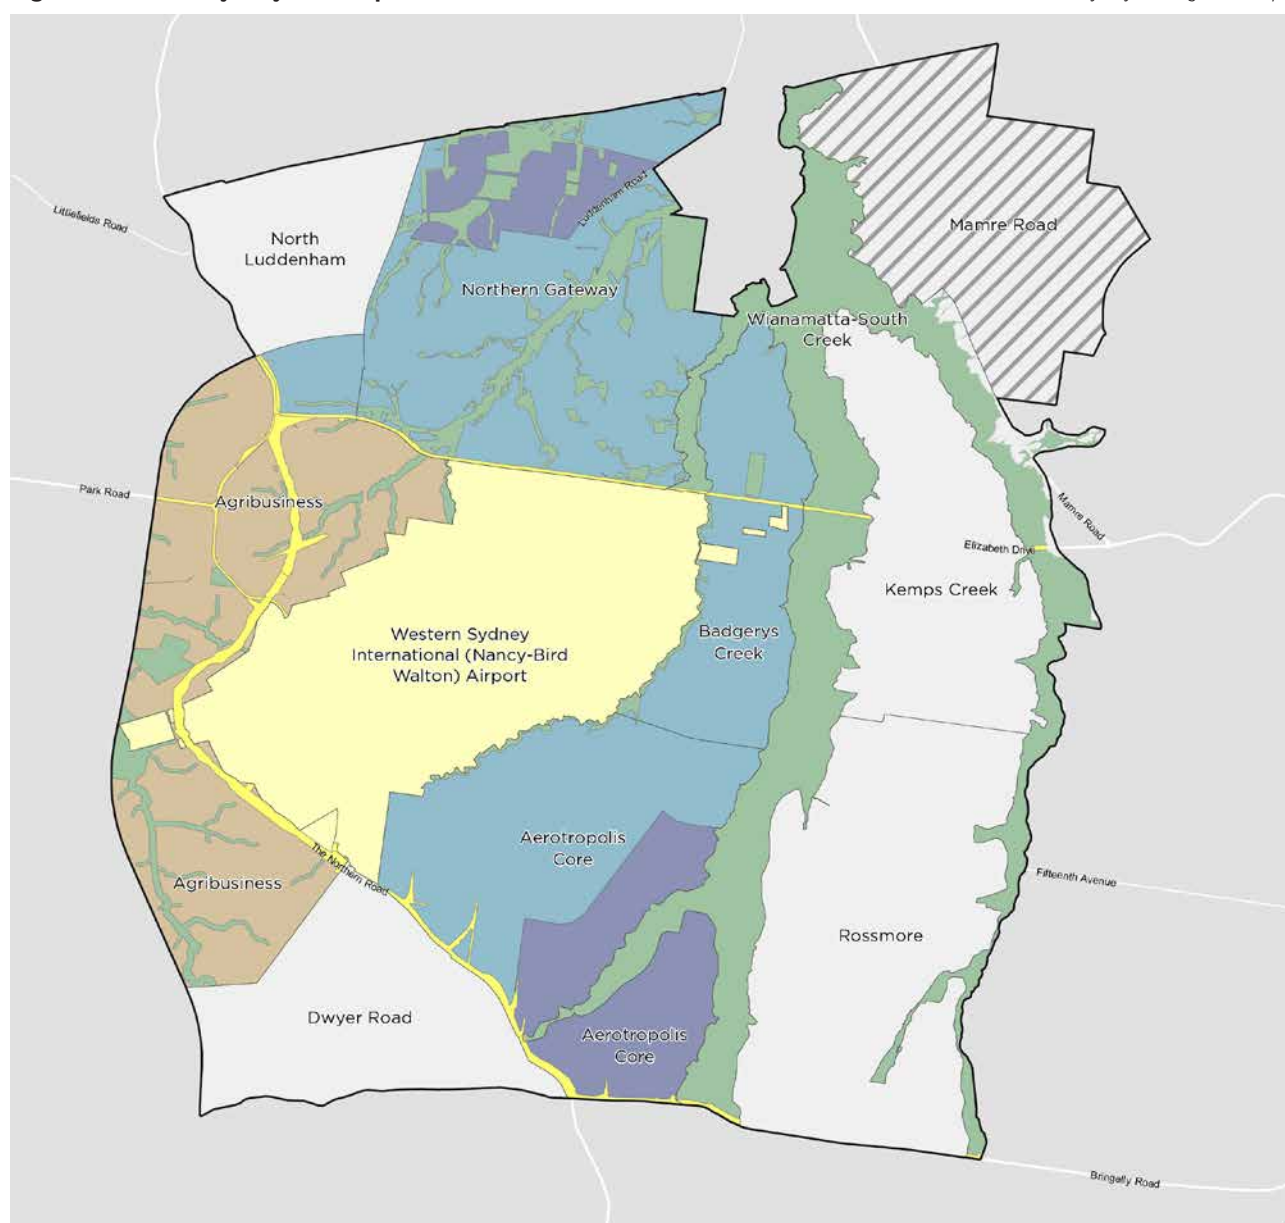 Luddenham Road
Littlefields Road
North
Luddenham
Mamre Road
Northern Gateway
Wianamatta-South
Creek
Park Road
Agribusiness
Mamre Road
Elizabeth Drive
Kemps Creek
Western Sydney
International (Nancy-Bird
Walton) Airport
Badgerys
Creek
Aerotropolis
Core
The Northern Road
Agribusiness
Fifteenth Avenue
Rossmore
Dwyer Road
Aerotropolis
Core
Bringelly Road